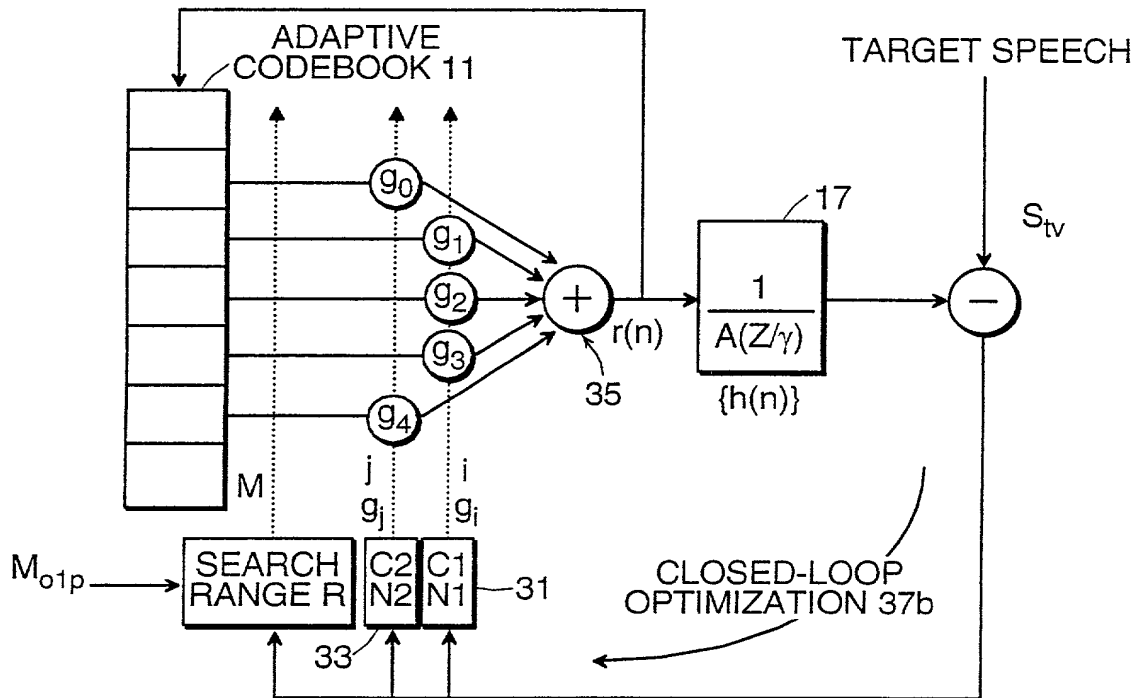 ADAPTIVE
CODEBOOK 11
TARGET SPEECH
g0
17
g1
Stv
g2
+
1
A(Z/γ)
−
r(n)
g3
35
{h(n)}
g4
M
j
i
gj
gi
Mo1p
SEARCH
RANGE R
C2
N2
C1
N1
31
33
CLOSED-LOOP
OPTIMIZATION 37b